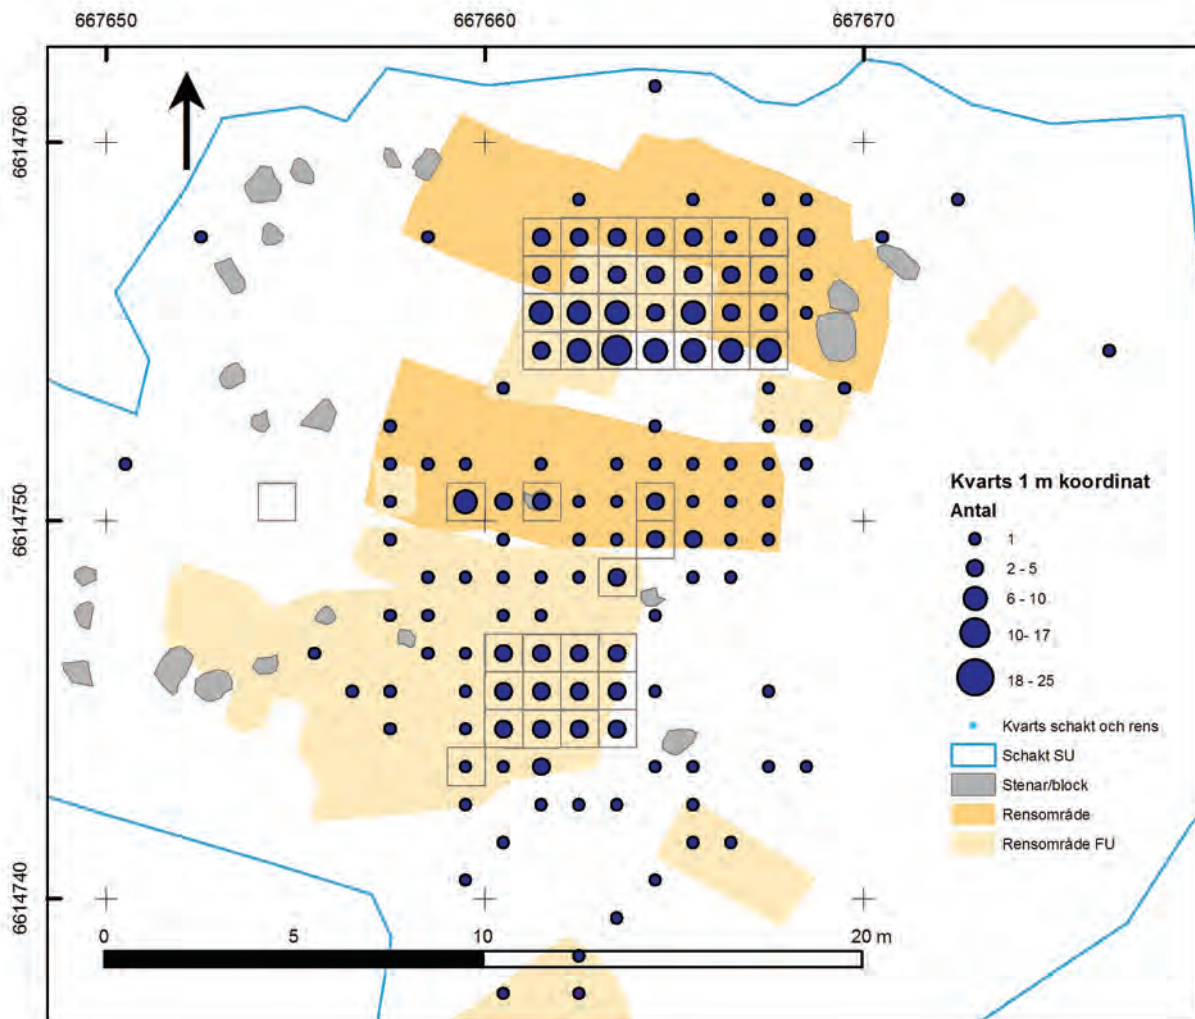 667650 667660 667670
6614760
6614750
6614740
Kvarts 1 m koordinat
Antal
1
2 - 5
6 - 10
10- 17
18 - 25
Kvarts schakt och rens
Schakt SU
Stenar/block
Rensområde
Rensområde FU
0 5 10 20 m